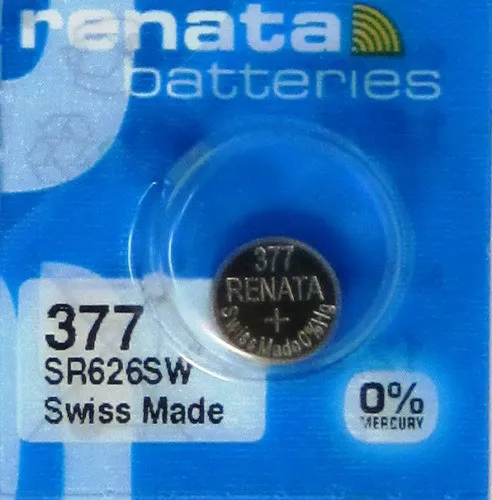 renata
batteries
377
RENATA
+
Swiss Made 0%Hg
377
SR626SW
Swiss Made
0%
MERCURY